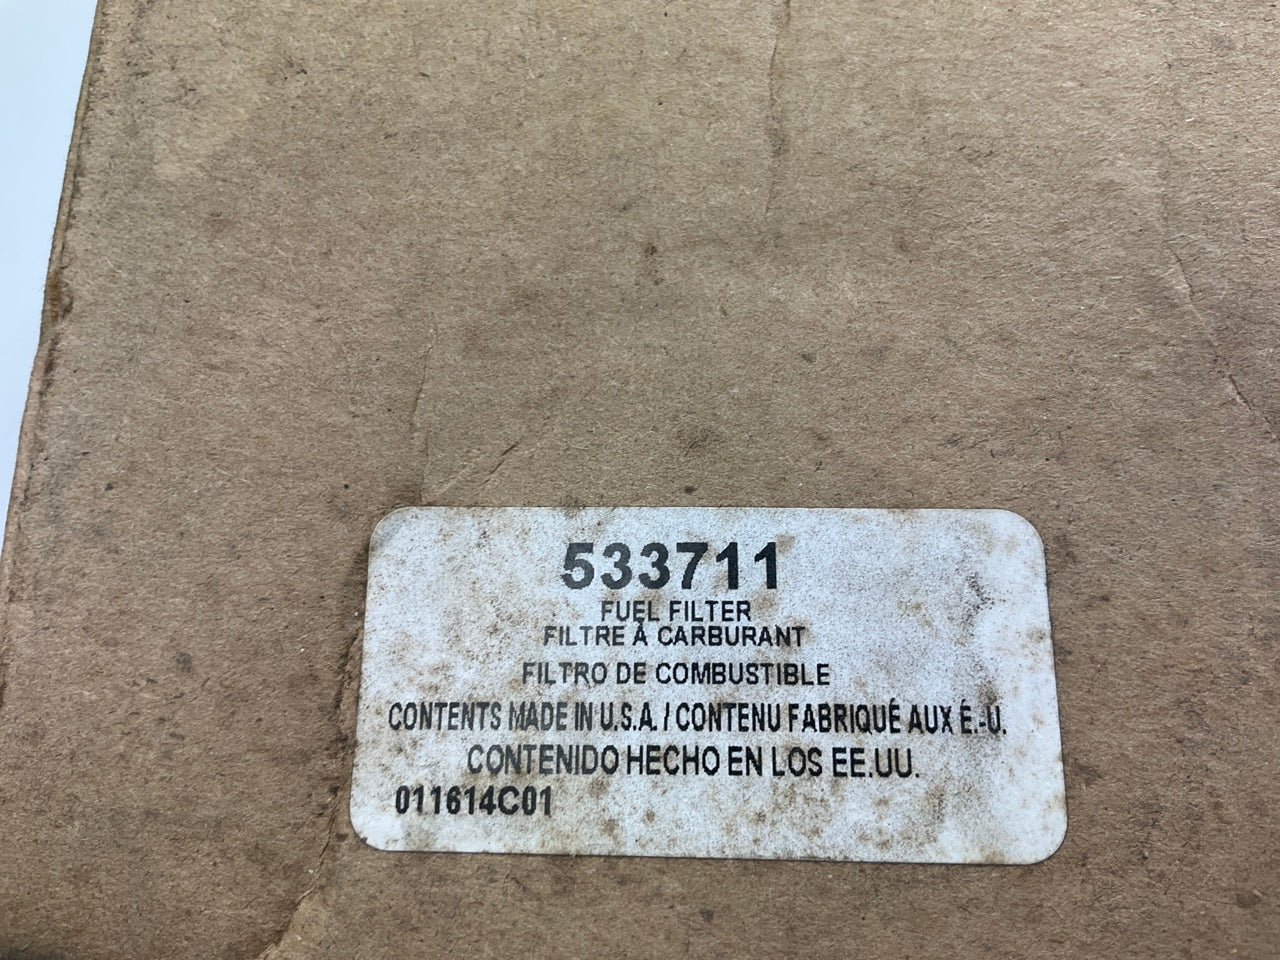 533711
FUEL FILTER
FILTRE À CARBURANT
FILTRO DE COMBUSTIBLE
CONTENTS MADE IN U.S.A. / CONTENU FABRIQUÉ AUX É.-U.
CONTENIDO HECHO EN LOS EE.UU.
011614C01